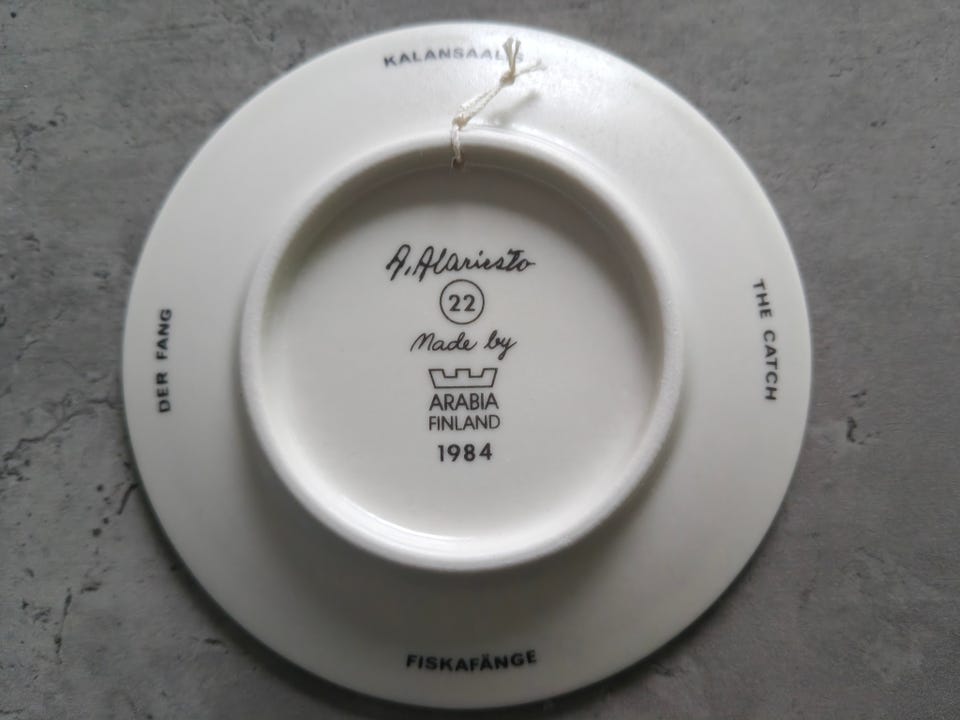 KALANSAALIS
A. Alariesto
22
Made by
ARABIA
FINLAND
1984
DER FANG
THE CATCH
FISKAFÄNGE